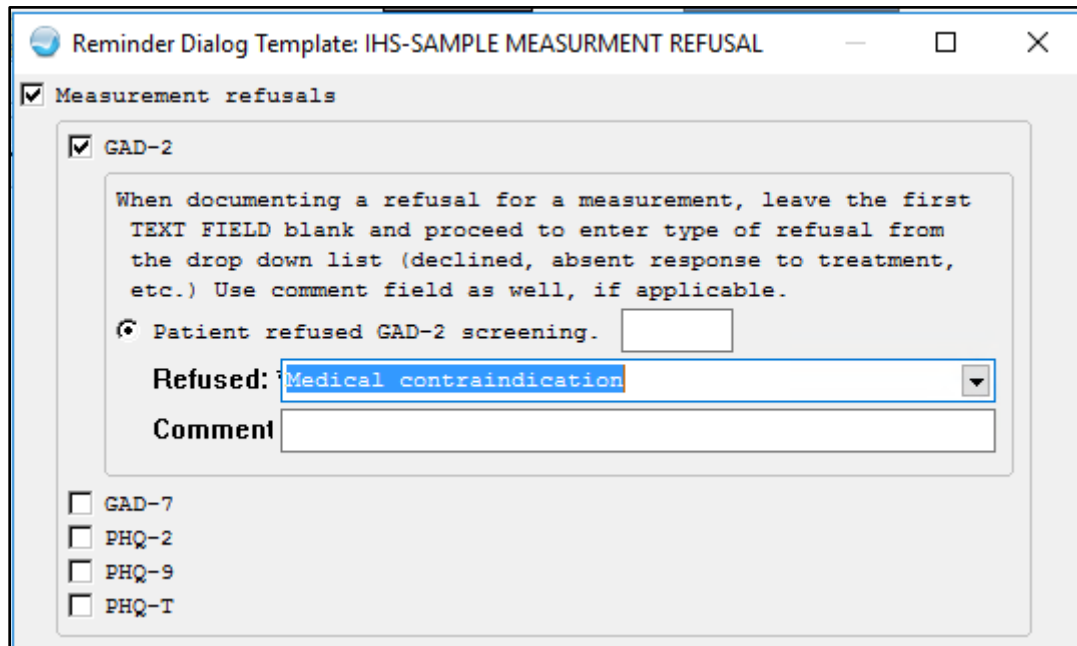 Reminder Dialog Template: IHS-SAMPLE MEASURMENT REFUSAL
Measurement refusals
GAD-2
When documenting a refusal for a measurement, leave the first
TEXT FIELD blank and proceed to enter type of refusal from
the drop down list (declined, absent response to treatment,
etc.) Use comment field as well, if applicable.
Patient refused GAD-2 screening.
Refused: *Medical contraindication
Comment
GAD-7
PHQ-2
PHQ-9
PHQ-T